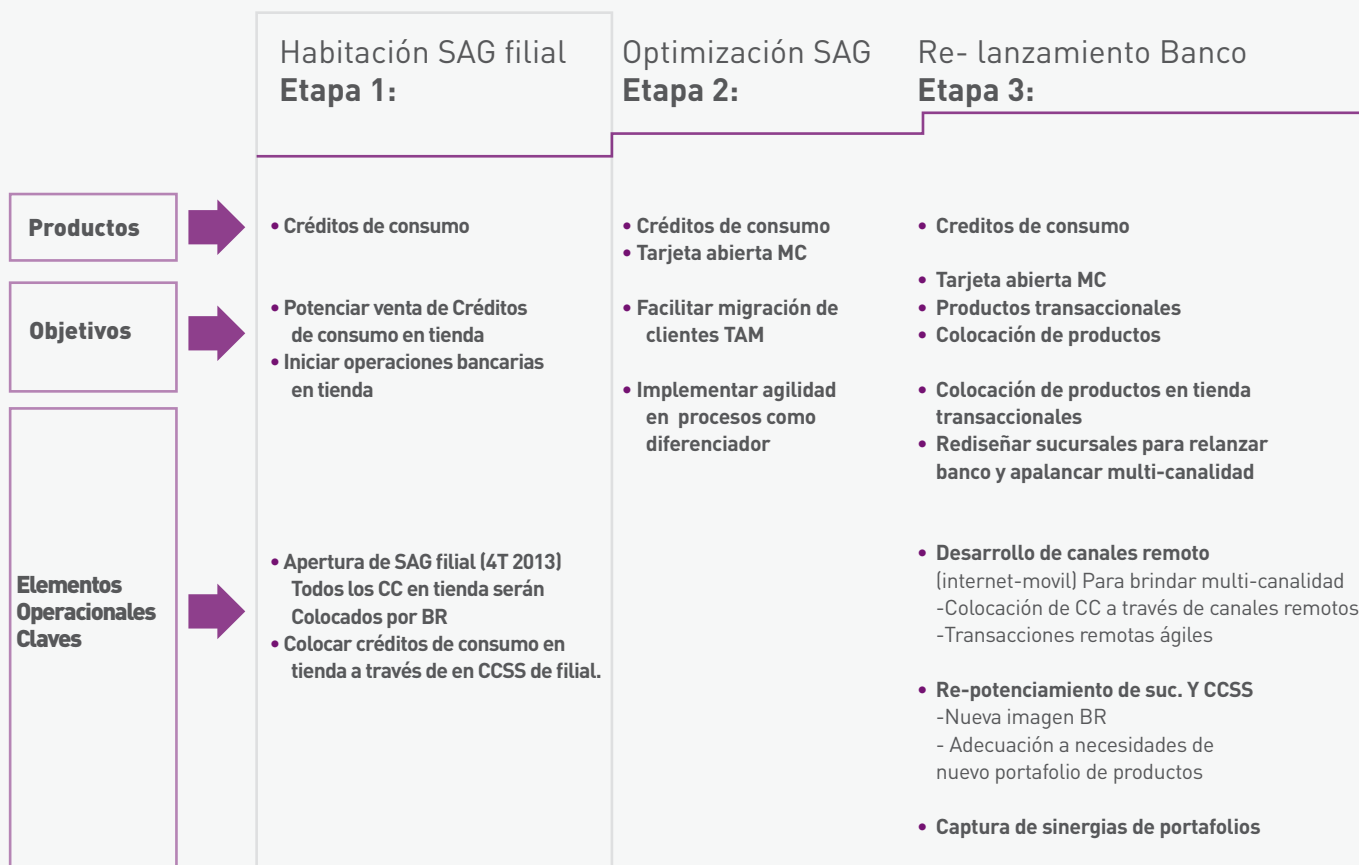 Habitación SAG filial
Etapa 1:
Optimización SAG
Etapa 2:
Re- lanzamiento Banco
Etapa 3:
Productos
• Créditos de consumo
• Créditos de consumo
• Tarjeta abierta MC
• Creditos de consumo
• Tarjeta abierta MC
• Productos transaccionales
• Colocación de productos
Objetivos
• Potenciar venta de Créditos
de consumo en tienda
• Iniciar operaciones bancarias
en tienda
• Facilitar migración de
clientes TAM
• Implementar agilidad
en procesos como
diferenciador
• Colocación de productos en tienda
transaccionales
• Rediseñar sucursales para relanzar
banco y apalancar multi-canalidad
Elementos
Operacionales
Claves
• Apertura de SAG filial (4T 2013)
Todos los CC en tienda serán
Colocados por BR
• Colocar créditos de consumo en
tienda a través de en CCSS de filial.
• Desarrollo de canales remoto
(internet-movil) Para brindar multi-canalidad
-Colocación de CC a través de canales remotos
-Transacciones remotas ágiles
• Re-potenciamiento de suc. Y CCSS
-Nueva imagen BR
- Adecuación a necesidades de
nuevo portafolio de productos
• Captura de sinergias de portafolios